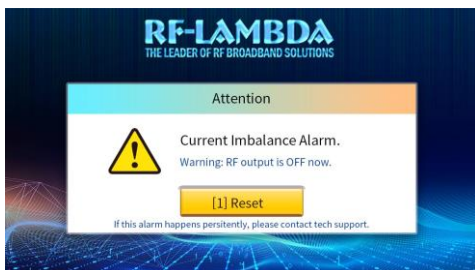 RF-LAMBDA
THE LEADER OF RF BROADBAND SOLUTIONS
Attention
Current Imbalance Alarm.
Warning: RF output is OFF now.
[1] Reset
If this alarm happens persitently, please contact tech support.